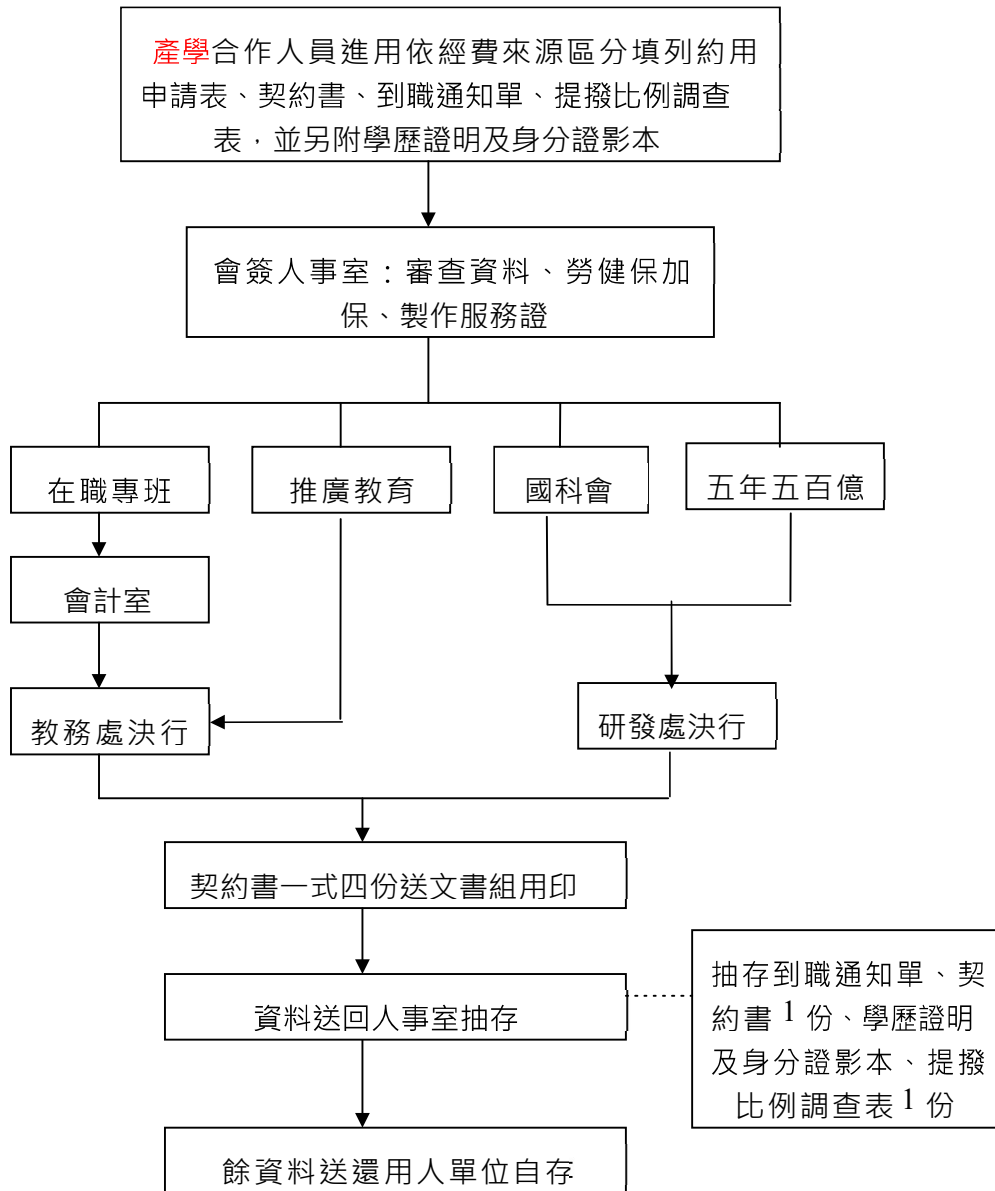 產學合作人員進用依經費來源區分填列約用
申請表、契約書、到職通知單、提撥比例調查
表，並另附學歷證明及身分證影本
會簽人事室：審查資料、勞健保加
保、製作服務證
在職專班
推廣教育
國科會
五年五百億
會計室
教務處決行
研發處決行
契約書一式四份送文書組用印
資料送回人事室抽存
抽存到職通知單、契
約書1份、學歷證明
及身分證影本、提撥
比例調查表1份
餘資料送還用人單位自存